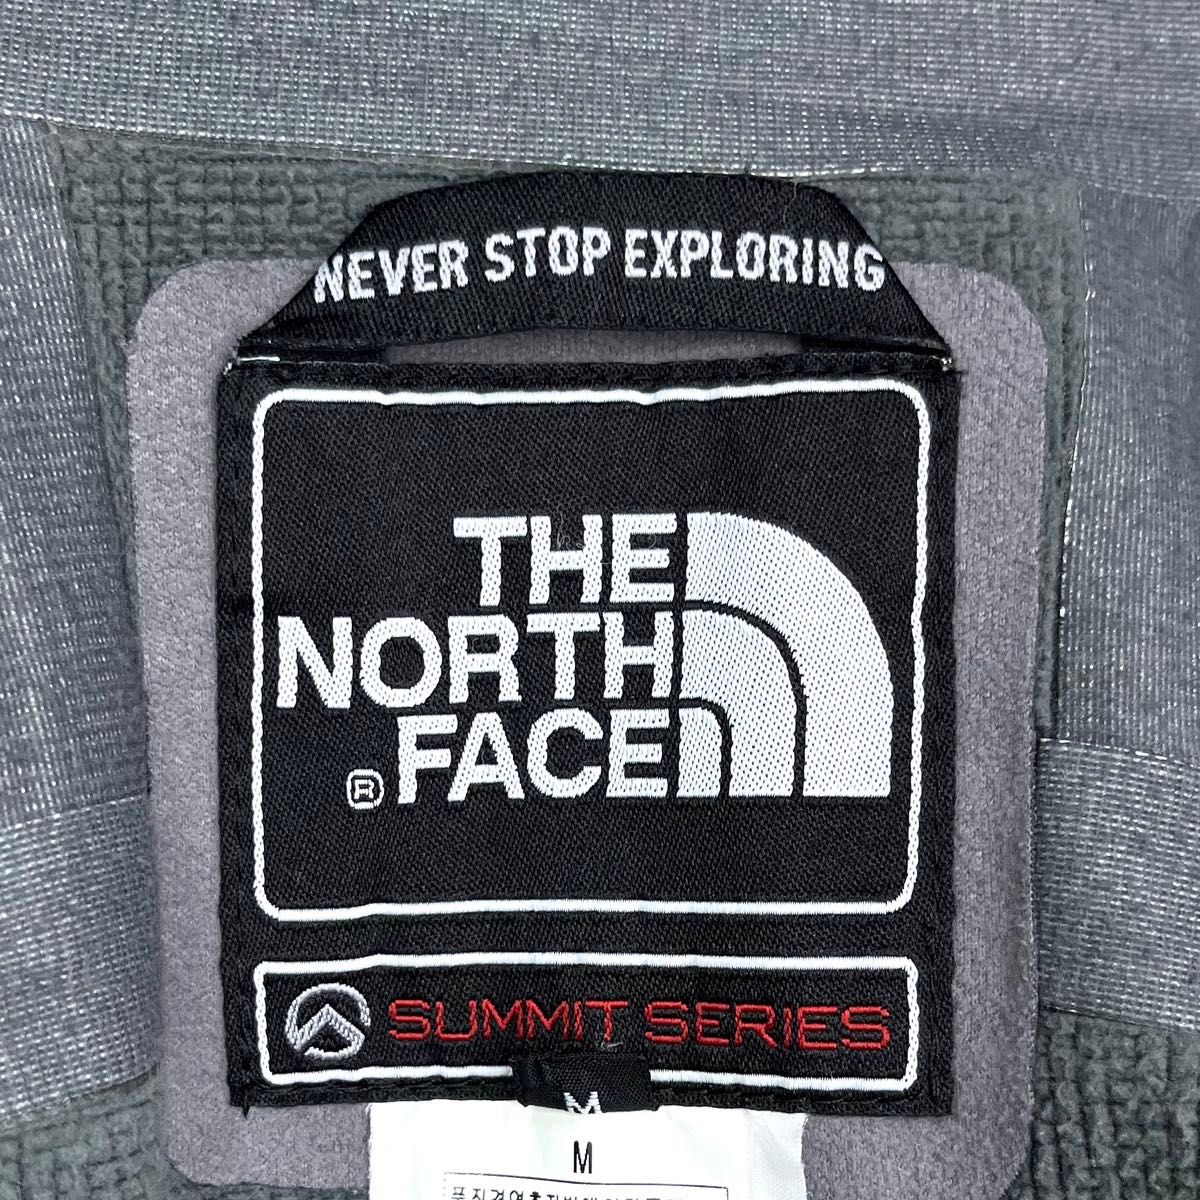 NEVER STOP EXPLORING
THE
NORTH
® FACE
SUMMIT SERIES
M
M